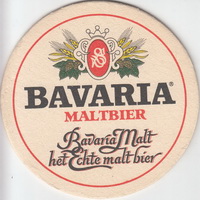 BAVARIA®
MALTBIER
Bavaria Malt
het Echte malt bier